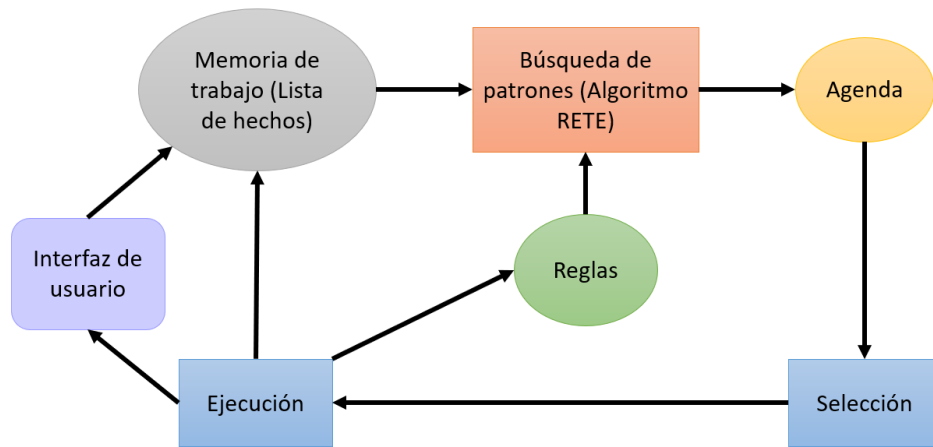 Memoria de
trabajo (Lista
de hechos)
Búsqueda de
patrones (Algoritmo
RETE)
Agenda
Interfaz de
usuario
Reglas
Ejecución
Selección